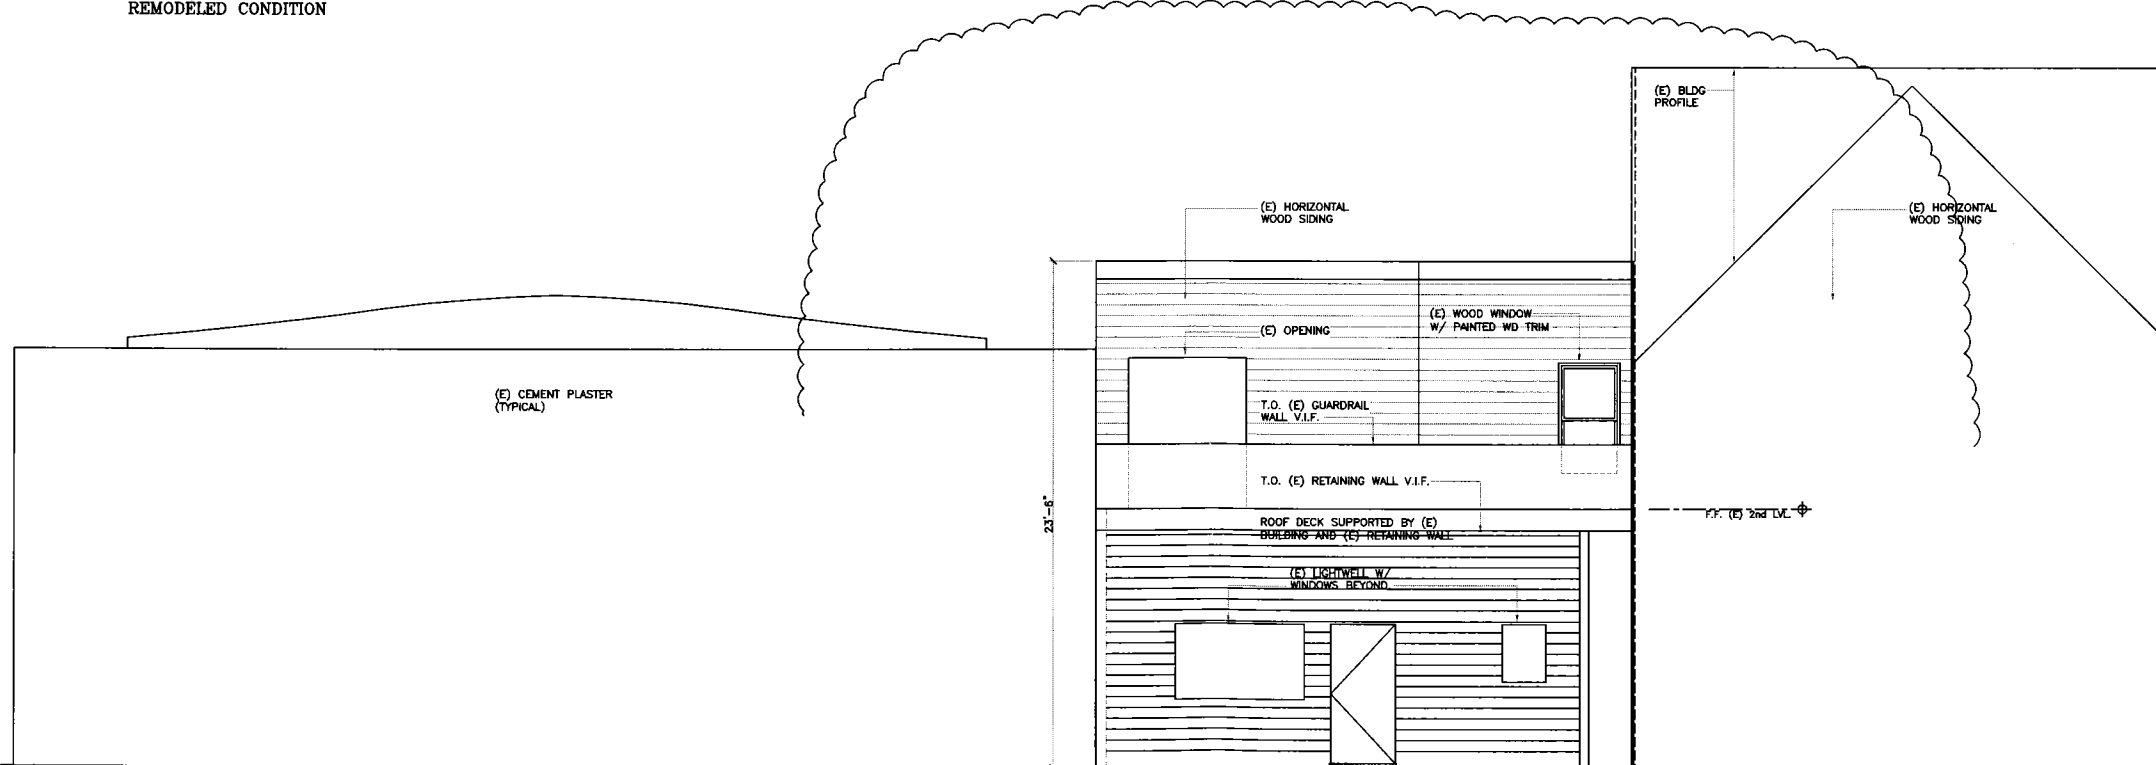 REMODELED CONDITION
(E) BLDG
PROFILE
(E) HORIZONTAL
WOOD SIDING
(E) HORIZONTAL
WOOD SIDING
(E) WOOD WINDOW
W/ PAINTED WD TRIM
(E) OPENING
(E) CEMENT PLASTER
(TYPICAL)
T.O. (E) GUARDRAIL
WALL V.I.F.
T.O. (E) RETAINING WALL V.I.F.
23'-6"
F.F. (E) 2nd LVL.
ROOF DECK SUPPORTED BY (E)
BUILDING AND (E) RETAINING WALL
(E) LIGHTWELL W/
WINDOWS BEYOND